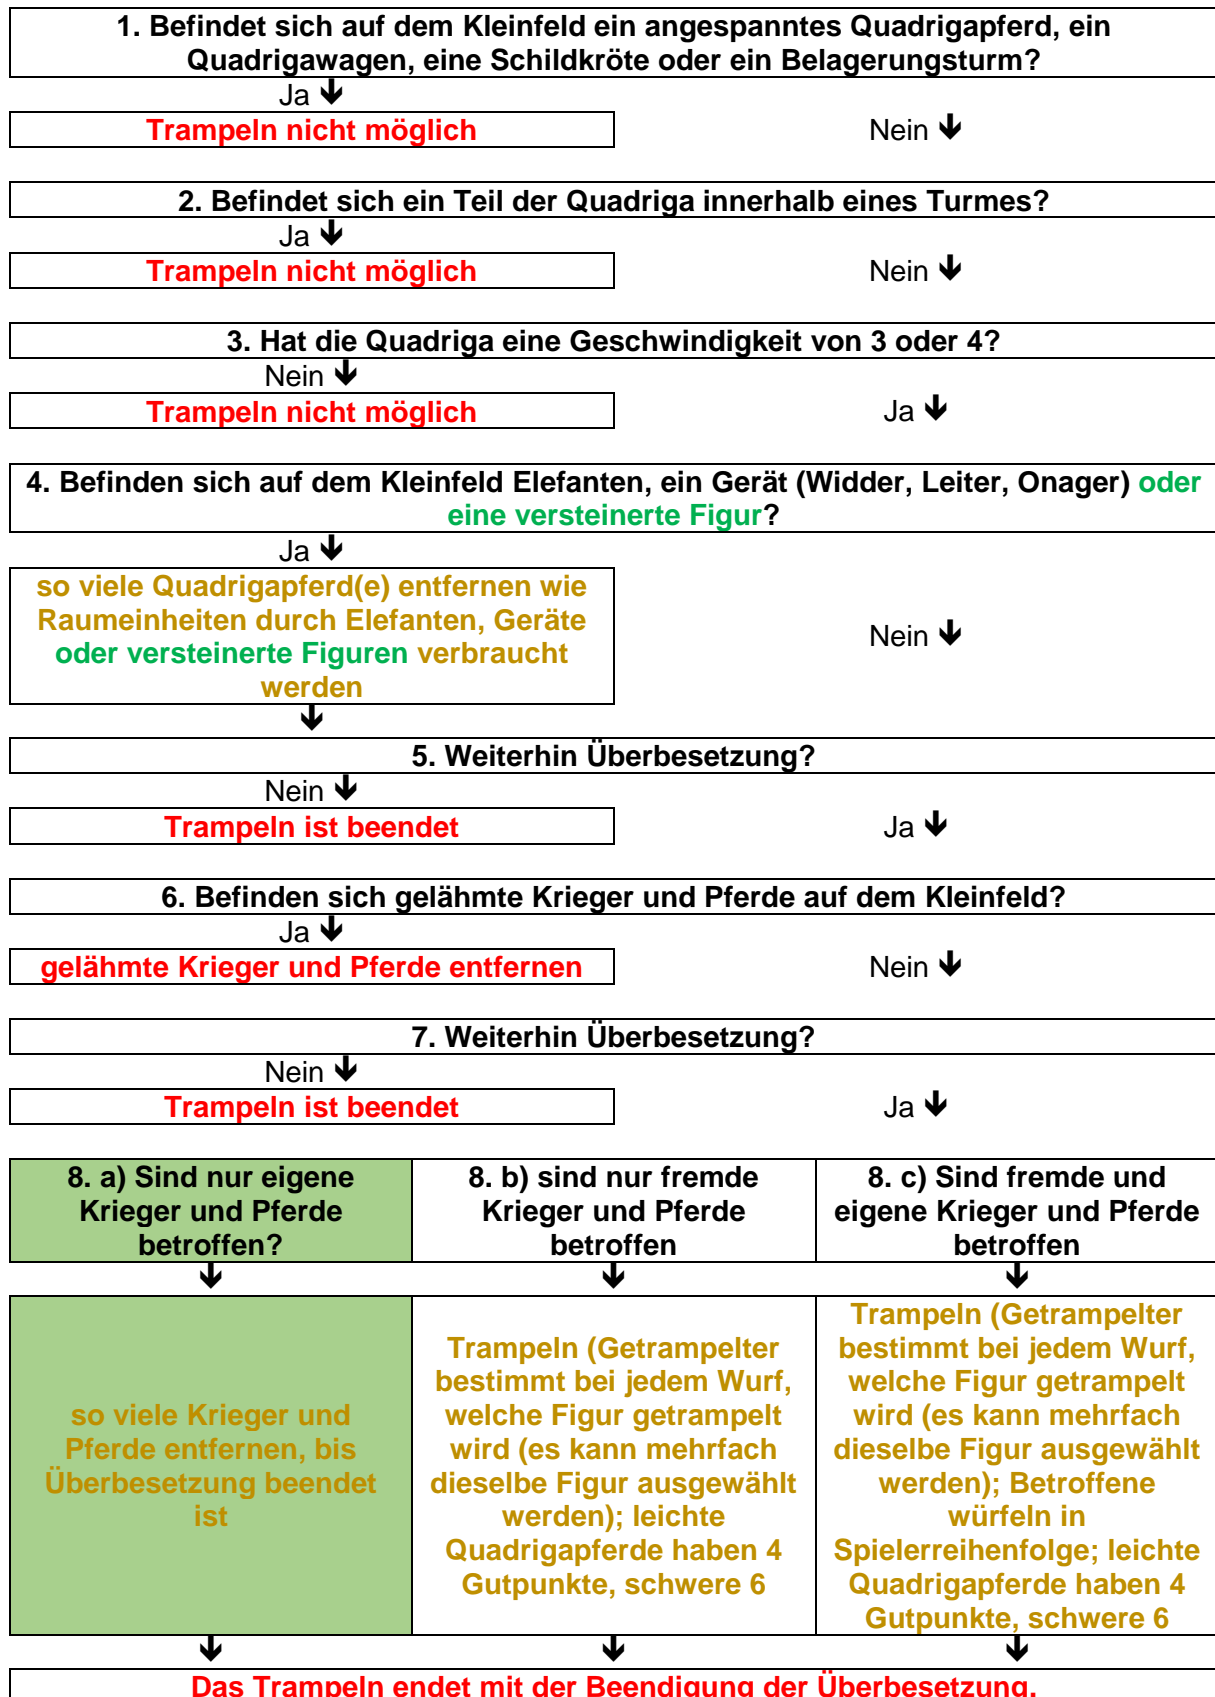 1. Befindet sich auf dem Kleinfeld ein angespanntes Quadrigapferd, ein
Quadrigawagen, eine Schildkröte oder ein Belagerungsturm?
Ja 🡻
Trampeln nicht möglich
Nein 🡻
2. Befindet sich ein Teil der Quadriga innerhalb eines Turmes?
Ja 🡻
Trampeln nicht möglich
Nein 🡻
3. Hat die Quadriga eine Geschwindigkeit von 3 oder 4?
Nein 🡻
Trampeln nicht möglich
Ja 🡻
4. Befinden sich auf dem Kleinfeld Elefanten, ein Gerät (Widder, Leiter, Onager) oder
eine versteinerte Figur?
Ja 🡻
so viele Quadrigapferd(e) entfernen wie
Raumeinheiten durch Elefanten, Geräte
oder versteinerte Figuren verbraucht
werden
Nein 🡻
🡻
5. Weiterhin Überbesetzung?
Nein 🡻
Trampeln ist beendet
Ja 🡻
6. Befinden sich gelähmte Krieger und Pferde auf dem Kleinfeld?
Ja 🡻
gelähmte Krieger und Pferde entfernen
Nein 🡻
7. Weiterhin Überbesetzung?
Nein 🡻
Trampeln ist beendet
Ja 🡻
8. a) Sind nur eigene
Krieger und Pferde
betroffen?
🡻
so viele Krieger und
Pferde entfernen, bis
Überbesetzung beendet
ist
🡻
8. b) sind nur fremde
Krieger und Pferde
betroffen
🡻
Trampeln (Getrampelter
bestimmt bei jedem Wurf,
welche Figur getrampelt
wird (es kann mehrfach
dieselbe Figur ausgewählt
werden); leichte
Quadrigapferde haben 4
Gutpunkte, schwere 6
🡻
8. c) Sind fremde und
eigene Krieger und Pferde
betroffen
🡻
Trampeln (Getrampelter
bestimmt bei jedem Wurf,
welche Figur getrampelt
wird (es kann mehrfach
dieselbe Figur ausgewählt
werden); Betroffene
würfeln in
Spielerreihenfolge; leichte
Quadrigapferde haben 4
Gutpunkte, schwere 6
🡻
Das Trampeln endet mit der Beendigung der Überbesetzung.